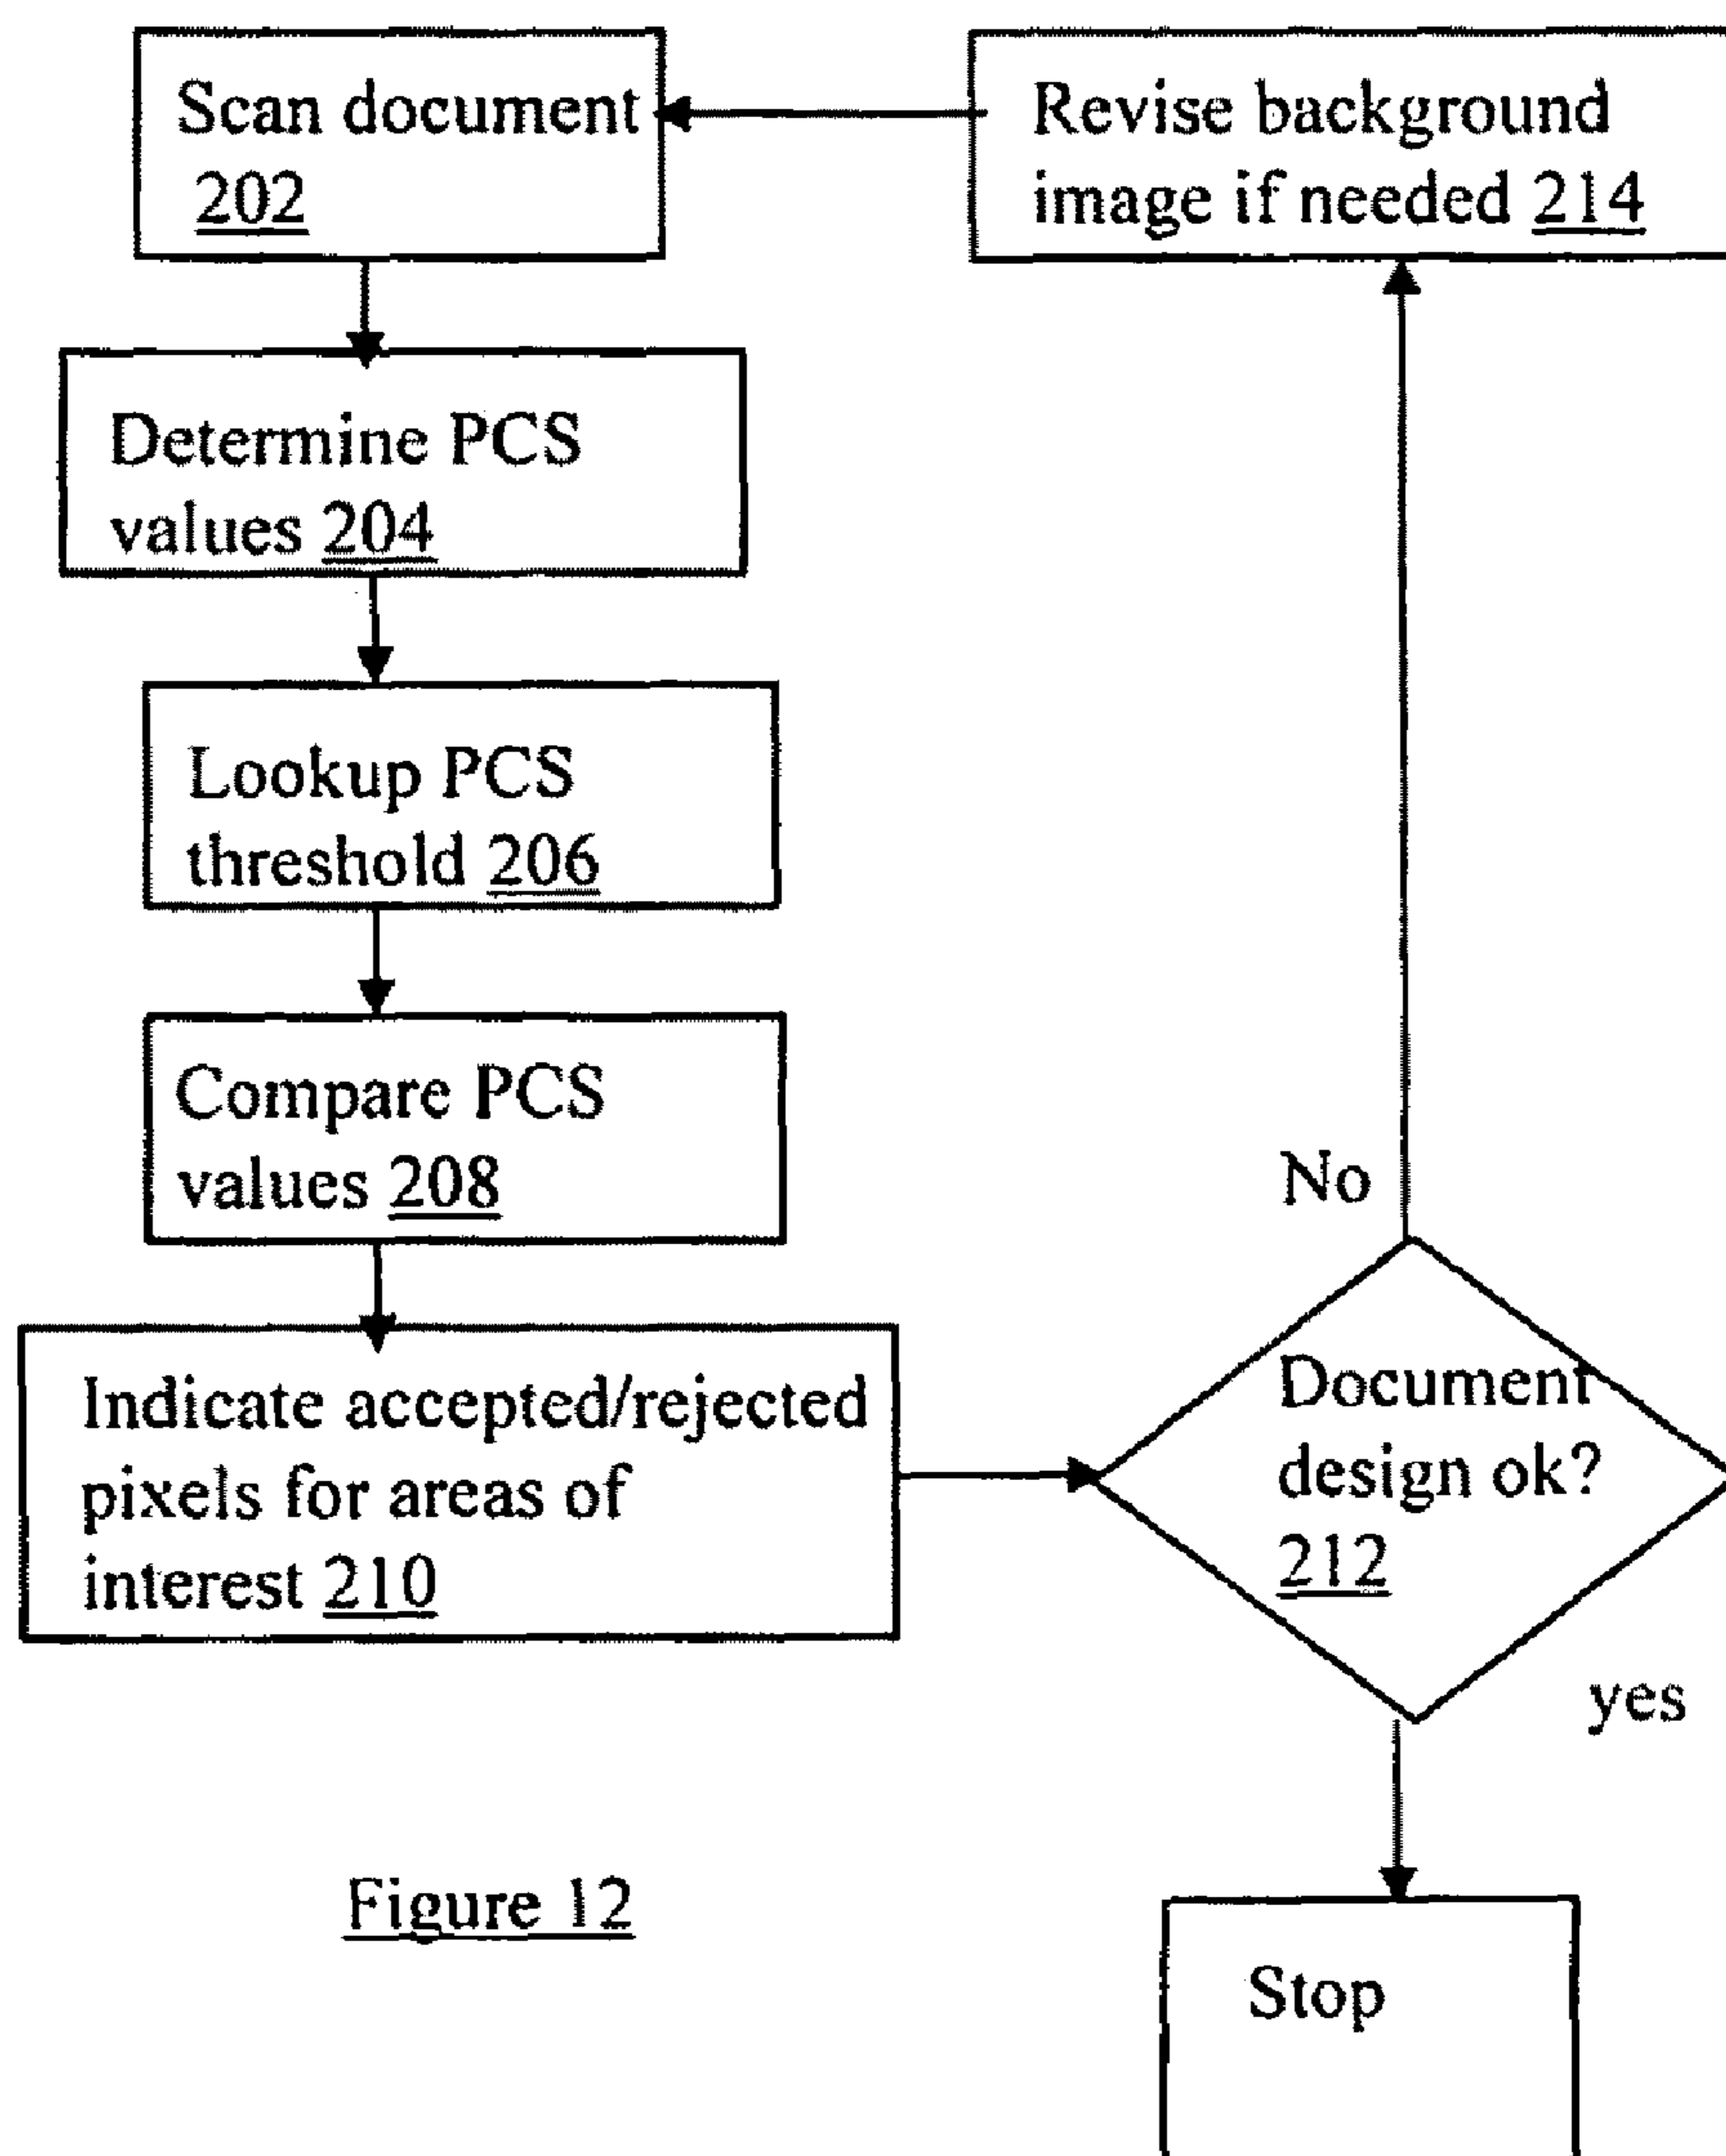 Scan document
202
Revise background
image if needed 214
Determine PCS
values 204
Lookup PCS
threshold 206
Compare PCS
values 208
Indicate accepted/rejected
pixels for areas of
interest 210
No
Document
design ok?
212
yes
Stop
Figure 12